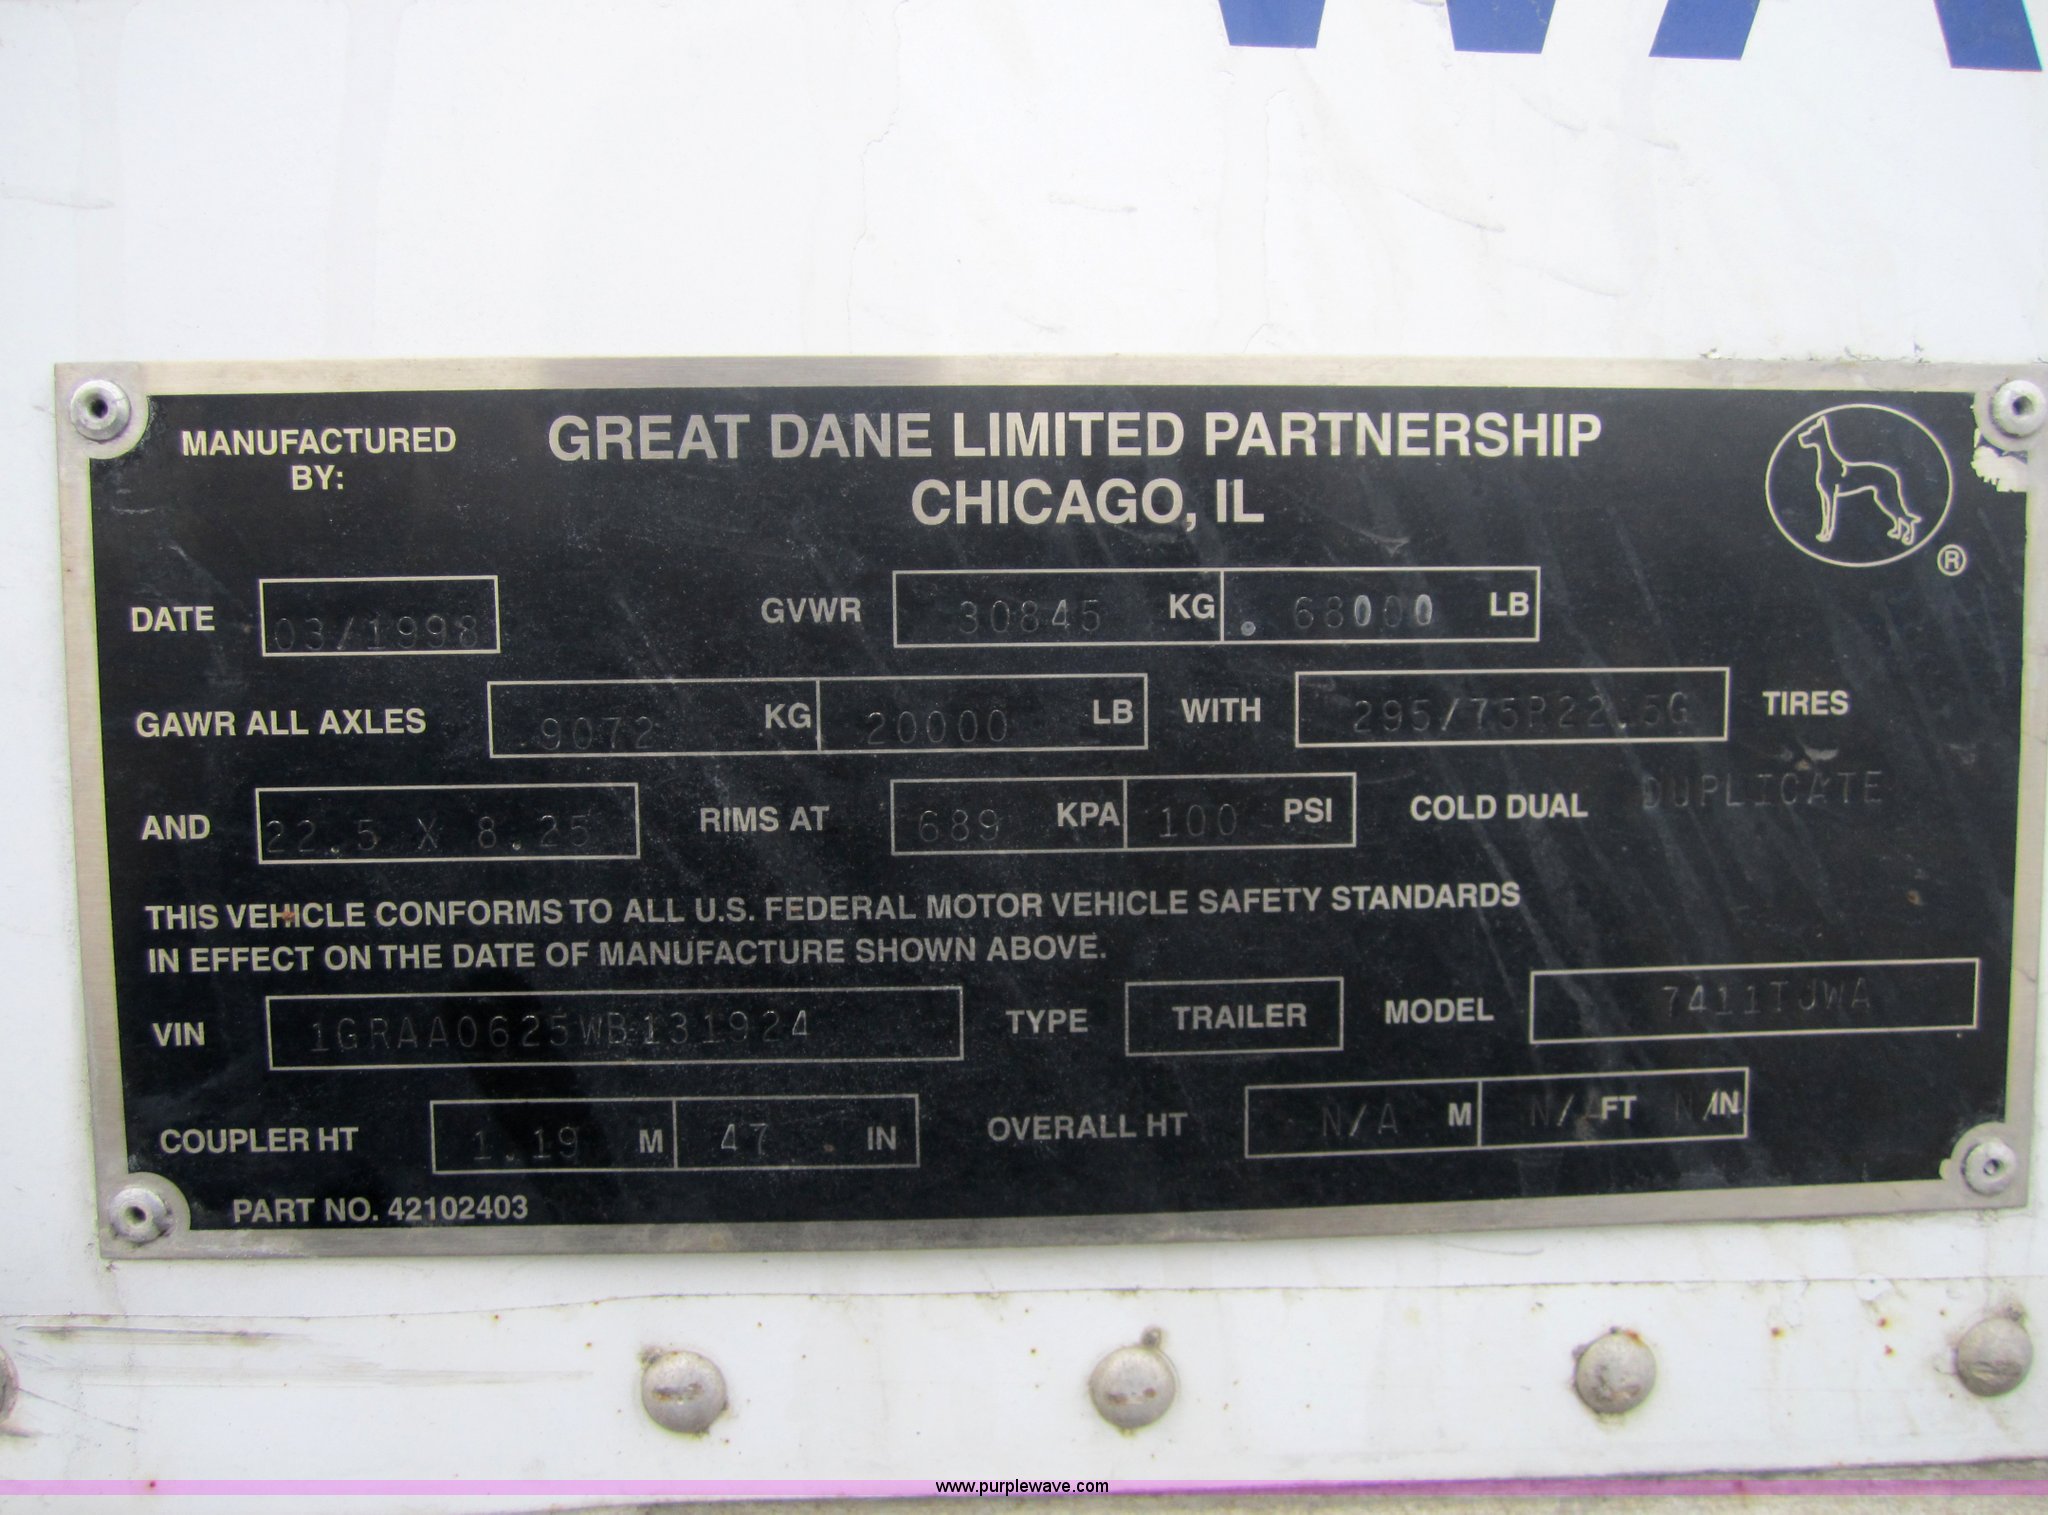 WA
MANUFACTURED BY:
GREAT DANE LIMITED PARTNERSHIP
CHICAGO, IL
®
DATE 03/1998 GVWR 30845 KG 68000 LB
GAWR ALL AXLES 9072 KG 20000 LB WITH 295/75R22.5G TIRES
AND 22.5 X 8.25 RIMS AT 689 KPA 100 PSI COLD DUAL DUPLICATE
THIS VEHICLE CONFORMS TO ALL U.S. FEDERAL MOTOR VEHICLE SAFETY STANDARDS
IN EFFECT ON THE DATE OF MANUFACTURE SHOWN ABOVE.
VIN 1GRAA0625WB131924 TYPE TRAILER MODEL 7411TJWA
COUPLER HT 1.19 M 47 IN OVERALL HT N/A M N/A FT N/ IN
PART NO. 42102403
www.purplewave.com